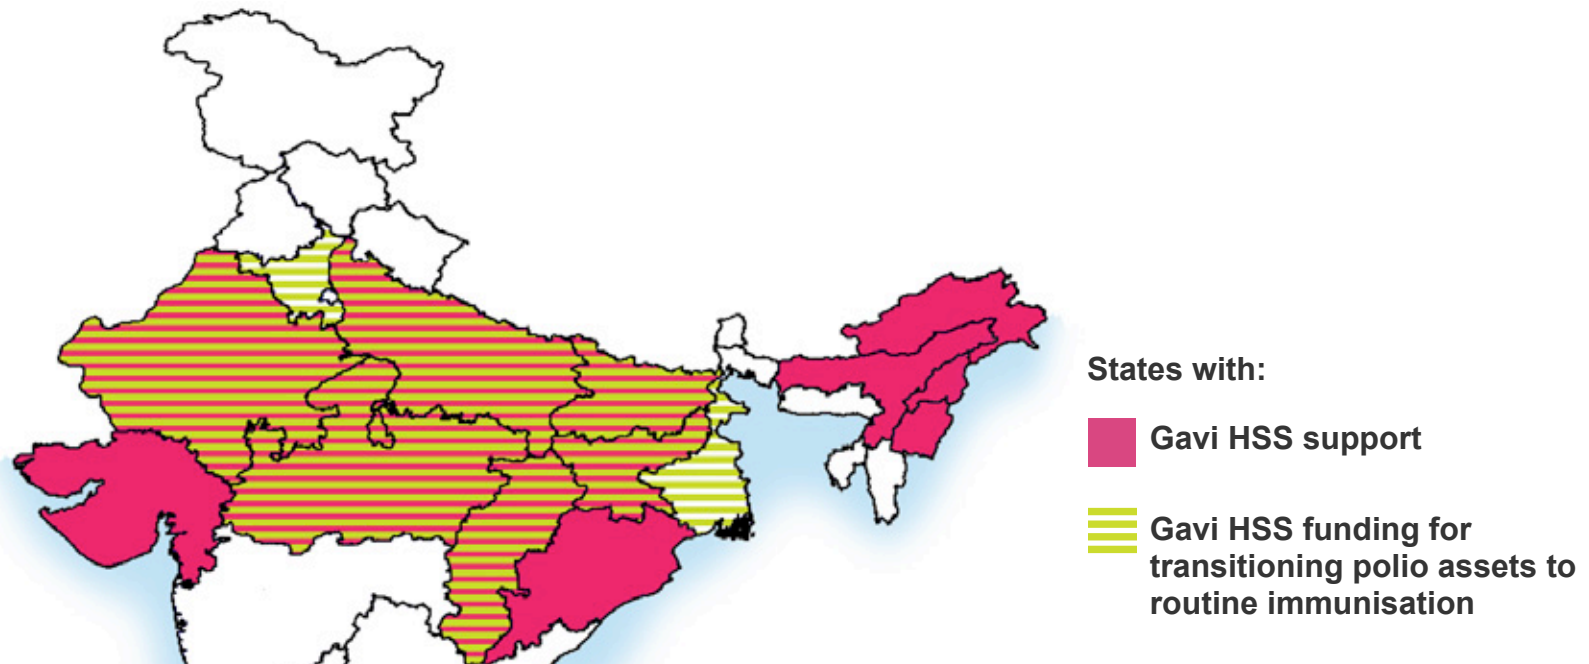 States with:
Gavi HSS support
Gavi HSS funding for
transitioning polio assets to
routine immunisation